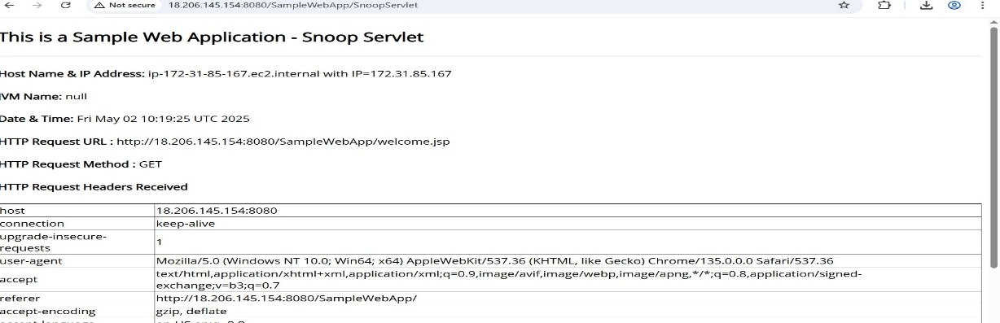 Not secure 18.206.145.154:8080/SampleWebApp/SnoopServlet
This is a Sample Web Application - Snoop Servlet
Host Name & IP Address: ip-172-31-85-167.ec2.internal with IP=172.31.85.167
JVM Name: null
Date & Time: Fri May 02 10:19:25 UTC 2025
HTTP Request URL : http://18.206.145.154:8080/SampleWebApp/welcome.jsp
HTTP Request Method : GET
HTTP Request Headers Received
host 18.206.145.154:8080
connection keep-alive
upgrade-insecure-
requests 1
user-agent Mozilla/5.0 (Windows NT 10.0; Win64; x64) AppleWebKit/537.36 (KHTML, like Gecko) Chrome/135.0.0.0 Safari/537.36
accept text/html,application/xhtml+xml,application/xml;q=0.9,image/avif,image/webp,image/apng,*/*;q=0.8,application/signed-
exchange;v=b3;q=0.7
referer http://18.206.145.154:8080/SampleWebApp/
accept-encoding gzip, deflate